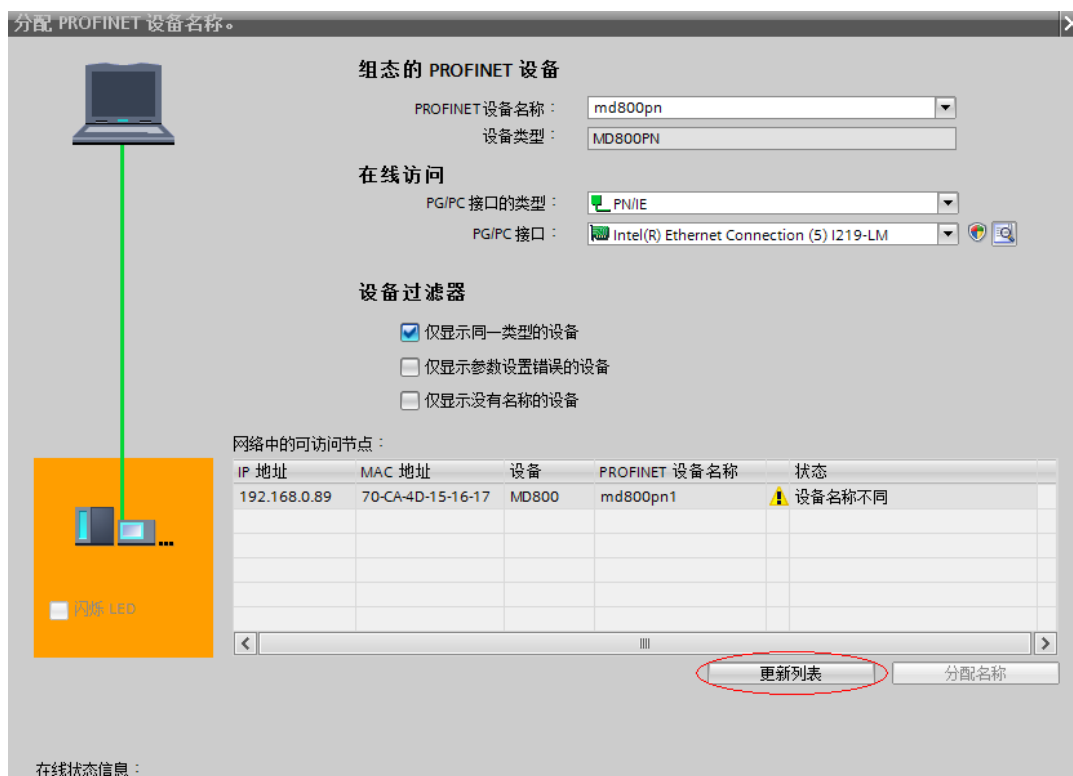 分配 PROFINET 设备名称。
组态的 PROFINET 设备
PROFINET设备名称： md800pn
设备类型： MD800PN
在线访问
PG/PC 接口的类型： PN/IE
PG/PC 接口： Intel(R) Ethernet Connection (5) I219-LM
设备过滤器
仅显示同一类型的设备
仅显示参数设置错误的设备
仅显示没有名称的设备
网络中的可访问节点：
IP 地址 MAC 地址 设备 PROFINET 设备名称 状态
192.168.0.89 70-CA-4D-15-16-17 MD800 md800pn1 设备名称不同
闪烁 LED
更新列表 分配名称
在线状态信息：